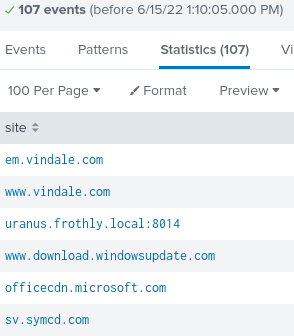 ✓ 107 events (before 6/15/22 1:10:05.000 PM)
Events Patterns Statistics (107) Vi
100 Per Page Format Preview
site
em.vindale.com
www.vindale.com
uranus.frothly.local:8014
www.download.windowsupdate.com
officecdn.microsoft.com
sv.symcd.com